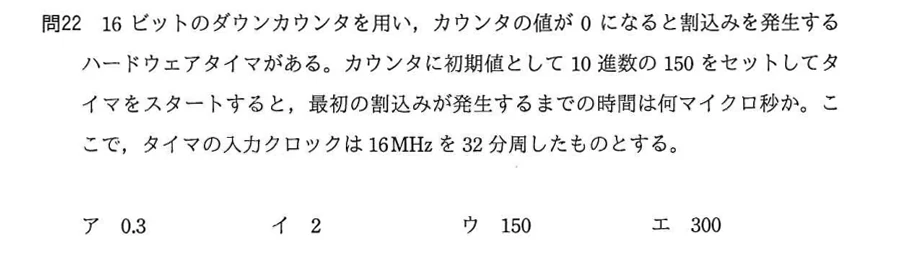 問22 16 ビットのダウンカウンタを用い，カウンタの値が 0 になると割込みを発生する
ハードウェアタイマがある。カウンタに初期値として 10 進数の 150 をセットしてタ
イマをスタートすると，最初の割込みが発生するまでの時間は何マイクロ秒か。こ
こで，タイマの入力クロックは 16 MHz を 32 分周したものとする。
ア 0.3 イ 2 ウ 150 エ 300